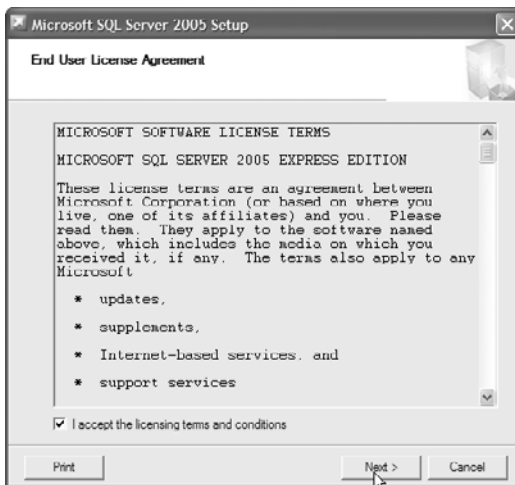 Microsoft SQL Server 2005 Setup
End User License Agreement
MICROSOFT SOFTWARE LICENSE TERMS
MICROSOFT SQL SERVER 2005 EXPRESS EDITION
These license terms are an agreement between
Microsoft Corporation (or based on where you
live, one of its affiliates) and you. Please
read them. They apply to the software named
above, which includes the media on which you
received it, if any. The terms also apply to any
Microsoft
* updates,
* supplements,
* Internet-based services, and
* support services
I accept the licensing terms and conditions
Print
Next >
Cancel